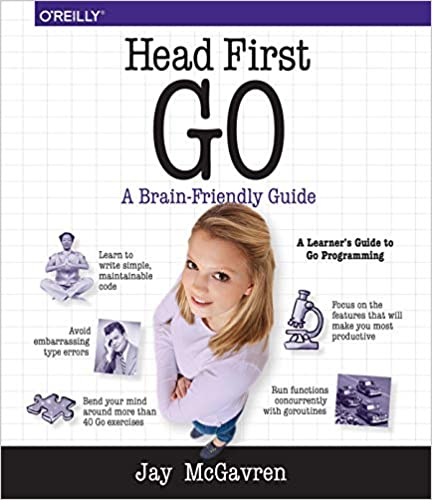 O'REILLY®
Head First
GO
A Brain-Friendly Guide
A Learner's Guide to
Go Programming
Learn to
write simple,
maintainable
code
Focus on the
features that will
make you most
productive
Avoid
embarrassing
type errors
Bend your mind
around more than
40 Go exercises
Run functions
concurrently
with goroutines
Jay McGavren